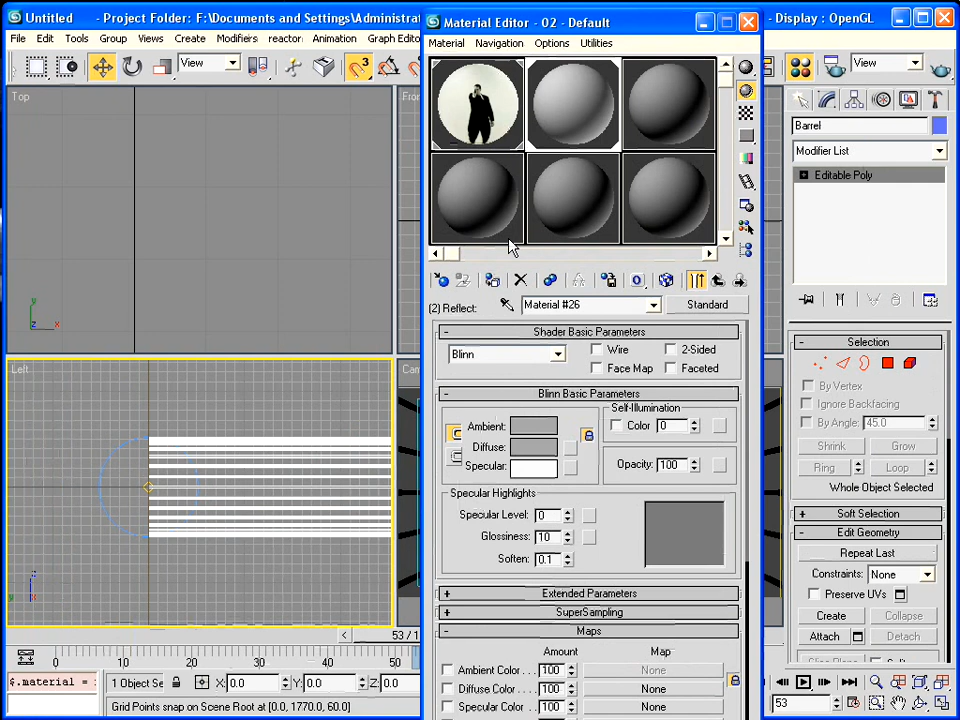 Untitled - Project Folder: F:\Documents and Settings\Administrat
Material Editor - 02 - Default
Display : OpenGL
File Edit Tools Group Views Create Modifiers reactor Animation Graph Edito
Material Navigation Options Utilities
View
3
View
Top
Fron
Barrel
Modifier List
Editable Poly
y
z x
(2) Reflect:
Material #26
Standard
Shader Basic Parameters
Blinn
Wire
2-Sided
Face Map
Faceted
Selection
Left
Cam
By Vertex
Ignore Backfacing
By Angle: 45.0
Blinn Basic Parameters
Self-Illumination
Ambient:
Color 0
Diffuse:
Specular:
Opacity: 100
Shrink Grow
Ring Loop
Whole Object Selected
Specular Highlights
Specular Level: 0
Glossiness: 10
Soften: 0.1
Soft Selection
Edit Geometry
Repeat Last
Constraints: None
Preserve UVs
Create Collapse
Attach Detach
Extended Parameters
SuperSampling
Maps
Amount Map
Ambient Color 100 None
Diffuse Color 100 None
Specular Color 100 None
y x
53 / 1
0 10 20 30 40 50
$.material =
1 Object Se
X: 0.0 Y: 0.0 Z: 0.0
Grid Points snap on Scene Root at [0.0, 1770.0, 60.0]
53